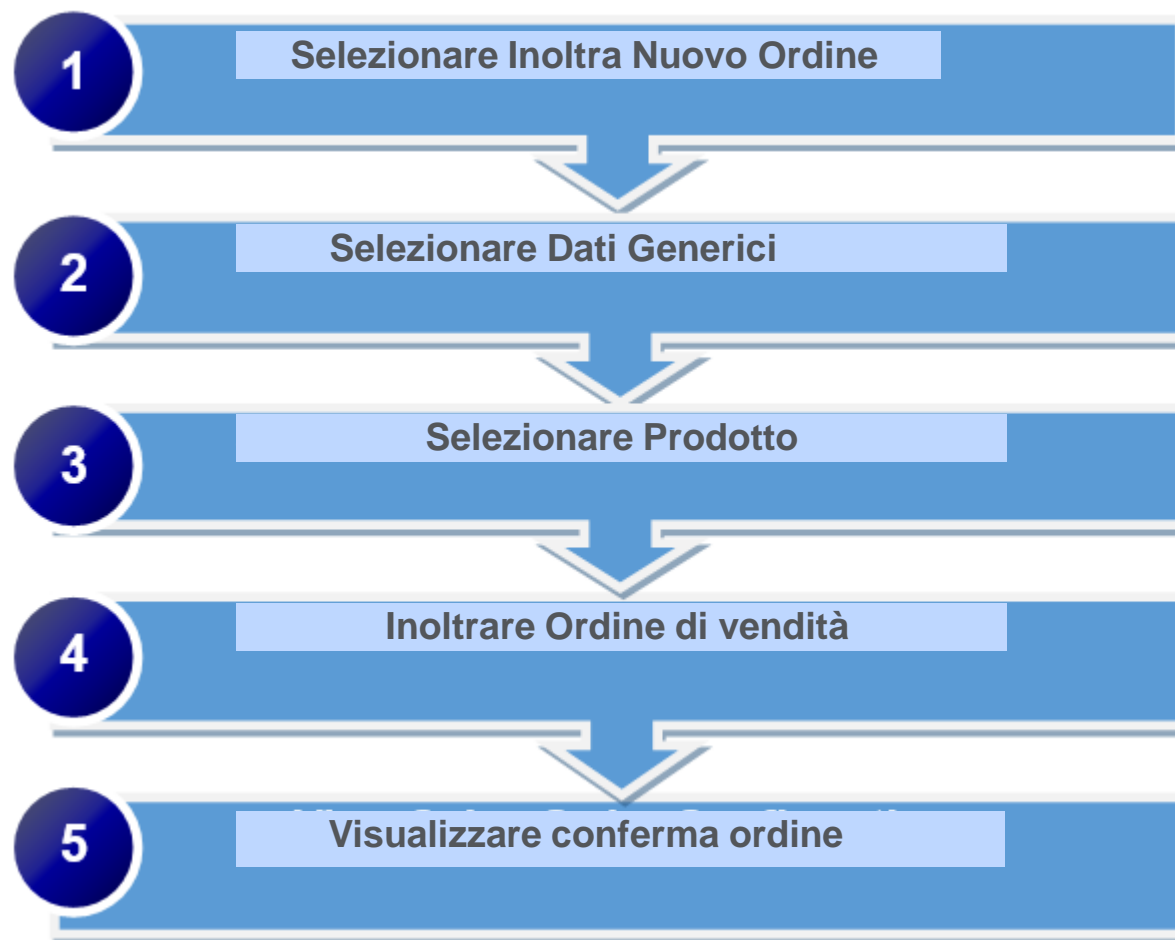 1
Selezionare Inoltra Nuovo Ordine
2
Selezionare Dati Generici
3
Selezionare Prodotto
4
Inoltrare Ordine di vendità
5
Visualizzare conferma ordine